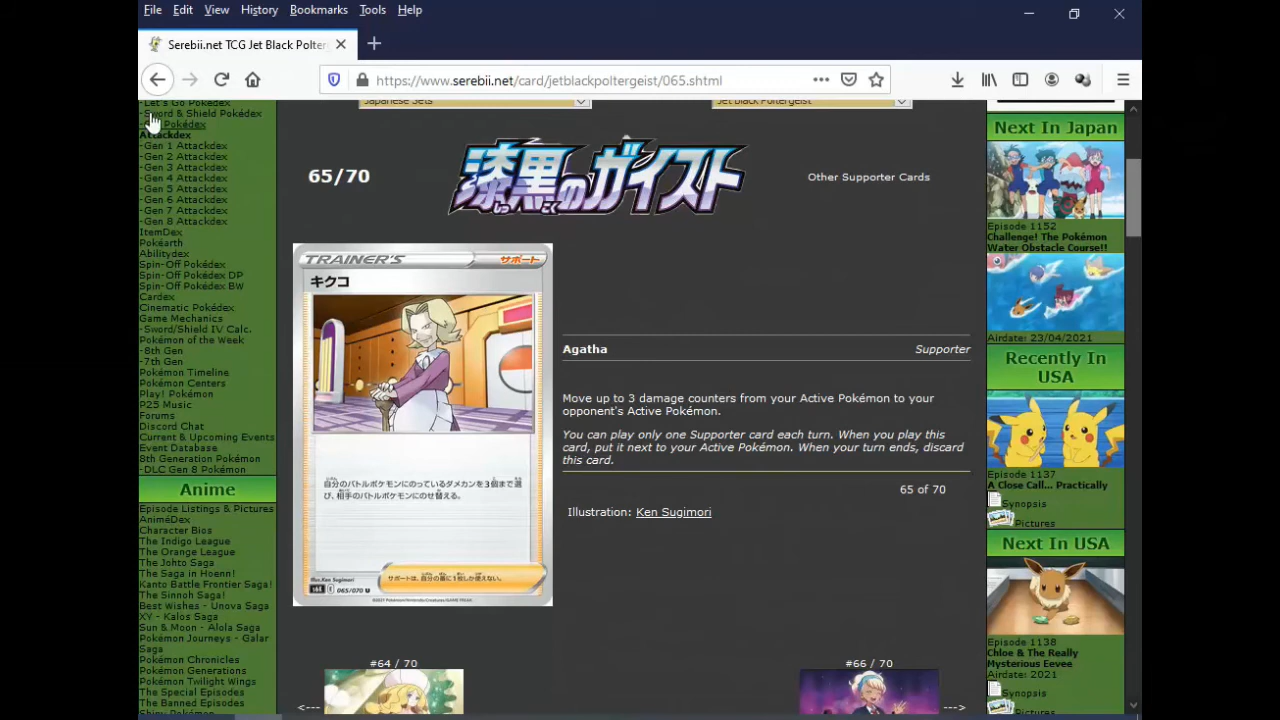 File Edit View History Bookmarks Tools Help
Serebii.net TCG Jet Black Polter
https://www.serebii.net/card/jetblackpoltergeist/065.shtml
-Let's Go Pokédex
-Sword & Shield Pokédex
Pokédex
Attackdex
-Gen 1 Attackdex
-Gen 2 Attackdex
-Gen 3 Attackdex
-Gen 4 Attackdex
-Gen 5 Attackdex
-Gen 6 Attackdex
-Gen 7 Attackdex
-Gen 8 Attackdex
ItemDex
Pokéarth
Abilitydex
Spin-Off Pokédex
Spin-Off Pokédex DP
Spin-Off Pokédex BW
Cardex
Cinematic Pokédex
Game Mechanics
-Sword/Shield IV Calc.
Pokémon of the Week
-8th Gen
-7th Gen
Pokémon Timeline
Pokémon Centers
Play! Pokémon
P25 Music
Forums
Discord Chat
Current & Upcoming Events
Event Database
8th Generation Pokémon
-DLC Gen 8 Pokémon
Anime
Episode Listings & Pictures
AniméDex
Character Bios
The Indigo League
The Orange League
The Johto Saga
The Saga in Hoenn!
Kanto Battle Frontier Saga!
The Sinnoh Saga!
Best Wishes - Unova Saga
XY - Kalos Saga
Sun & Moon - Alola Saga
Pokémon Journeys - Galar
Saga
Pokémon Chronicles
Pokémon Generations
Pokémon Twilight Wings
The Special Episodes
The Banned Episodes
Shiny Pokémon
Japanese Sets
Jet Black Poltergeist
65/70
漆黒のガイスト
しっこく
Other Supporter Cards
TRAINER'S サポート
キクコ
自分のバトルポケモンにのっているダメカンを3個まで選
び、相手のバトルポケモンにのせ替える。
サポートは、自分の番に1枚しか使えない。
Illus. Ken Sugimori
065/070 U
Agatha Supporter
Move up to 3 damage counters from your Active Pokémon to your
opponent's Active Pokémon.
You can play only one Supporter card each turn. When you play this
card, put it next to your Active Pokémon. When your turn ends, discard
this card.
65 of 70
Illustration: Ken Sugimori
#64 / 70
#66 / 70
<---
--->
Next In Japan
Episode 1152
Challenge! The Pokémon
Water Obstacle Course!!
Airdate: 23/04/2021
Recently In
USA
Episode 1137
A Close Call... Practically
Synopsis
Pictures
Next In USA
Episode 1138
Chloe & The Really
Mysterious Eevee
Airdate: 2021
Synopsis
Pictures